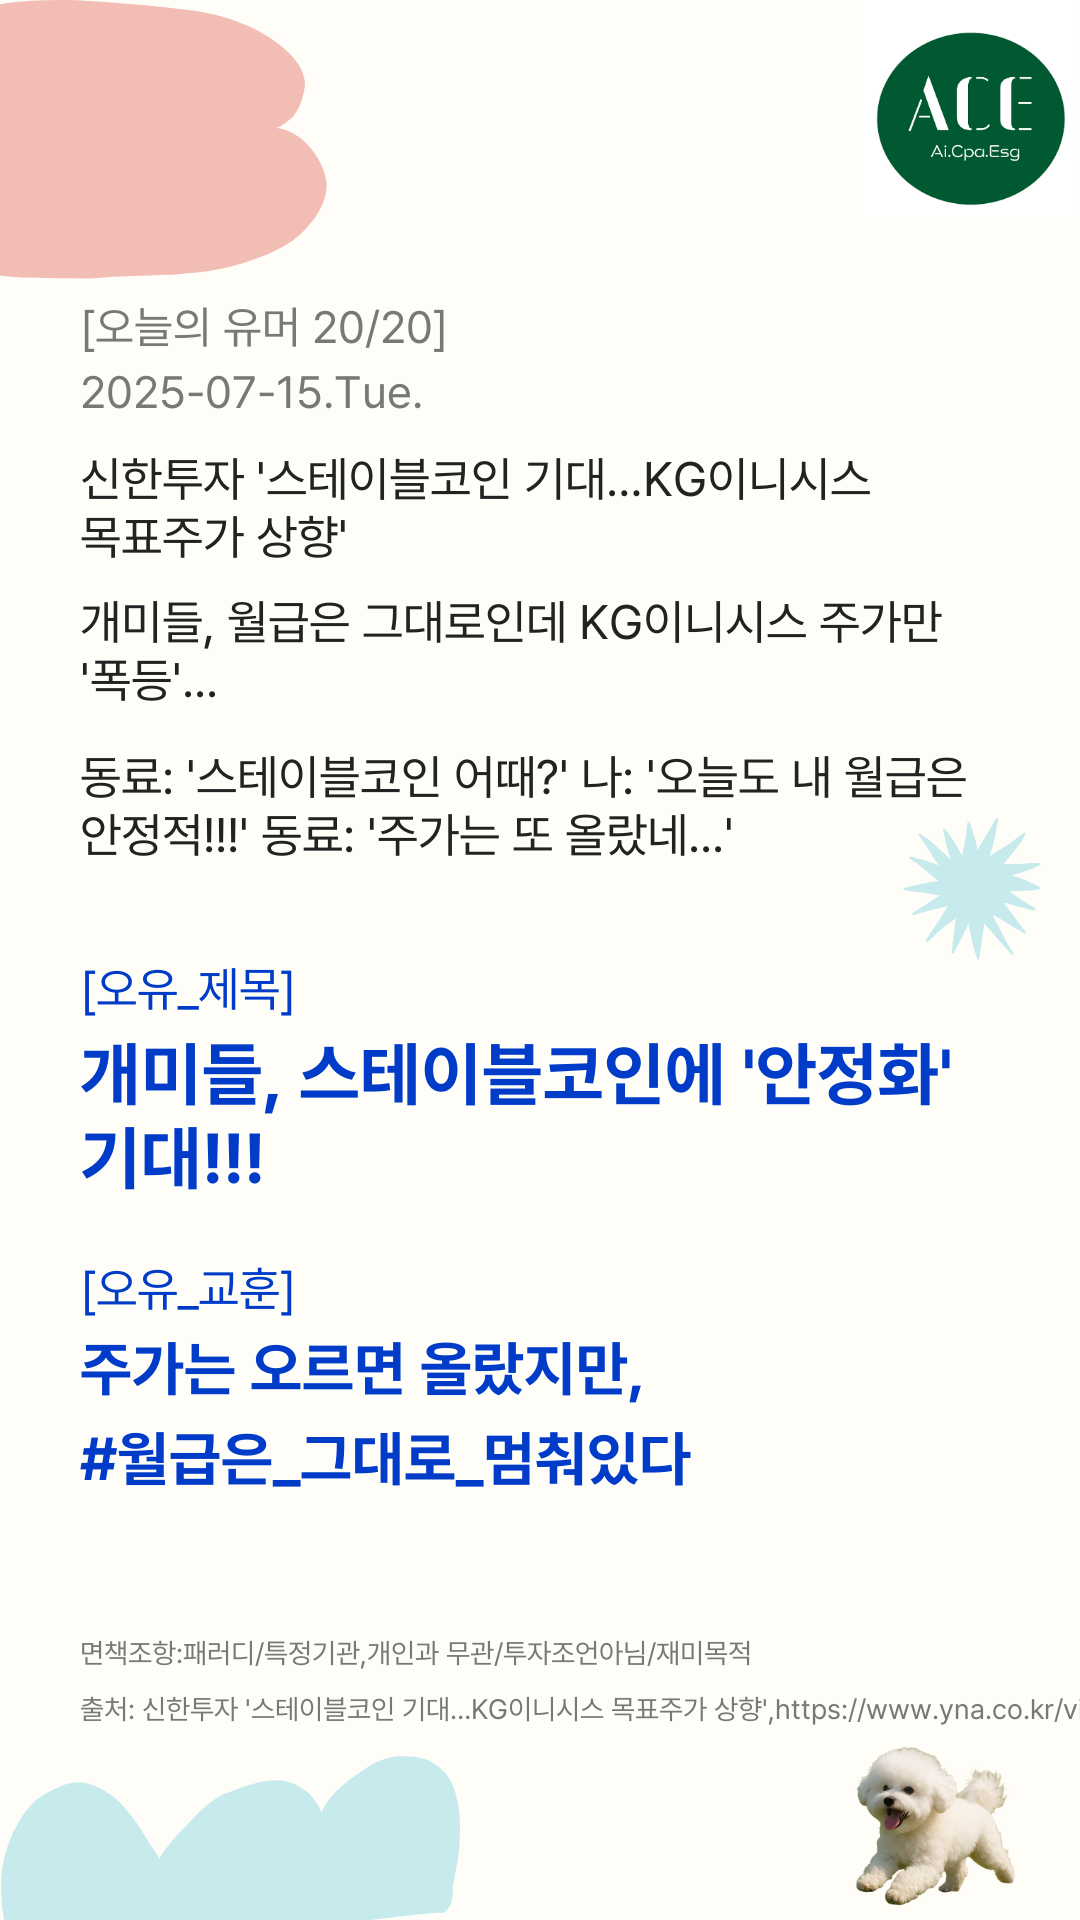 ACE
Ai.Cpa.Esg
[오늘의 유머 20/20]
2025-07-15.Tue.
신한투자 '스테이블코인 기대...KG이니시스
목표주가 상향'
개미들, 월급은 그대로인데 KG이니시스 주가만
'폭등'...
동료: '스테이블코인 어때?' 나: '오늘도 내 월급은
안정적!!!' 동료: '주가는 또 올랐네...'
[오유_제목]
개미들, 스테이블코인에 '안정화'
기대!!!
[오유_교훈]
주가는 오르면 올랐지만,
#월급은_그대로_멈춰있다
면책조항:패러디/특정기관,개인과 무관/투자조언아님/재미목적
출처: 신한투자 '스테이블코인 기대...KG이니시스 목표주가 상향',https://www.yna.co.kr/vi